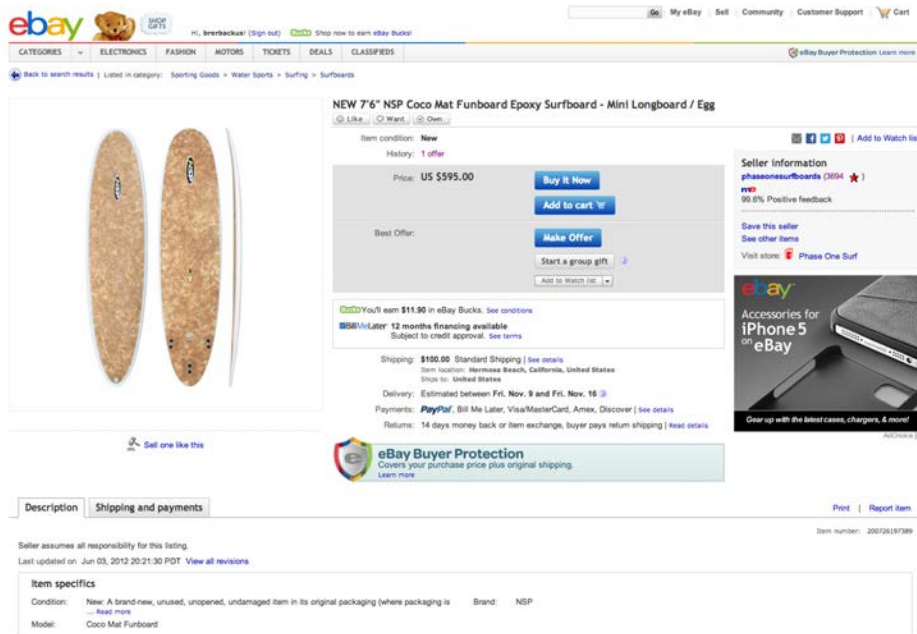 ebay
SHOP GIFTS
Hi, brerbackus! (Sign out) Bucks Shop now to earn eBay Bucks!
Go
My eBay Sell Community Customer Support Cart
CATEGORIES ELECTRONICS FASHION MOTORS TICKETS DEALS CLASSIFIEDS
eBay Buyer Protection Learn more
Back to search results | Listed in category: Sporting Goods > Water Sports > Surfing > Surfboards
NEW 7'6" NSP Coco Mat Funboard Epoxy Surfboard - Mini Longboard / Egg
Like Want Own
Item condition: New
History: 1 offer
Price: US $595.00
Buy It Now
Add to cart
Best Offer:
Make Offer
Start a group gift
Add to Watch list
Bucks You'll earn $11.90 in eBay Bucks. See conditions
BillMeLater 12 months financing available
Subject to credit approval. See terms
Shipping: $100.00 Standard Shipping | See details
Item location: Hermosa Beach, California, United States
Ships to: United States
Delivery: Estimated between Fri. Nov. 9 and Fri. Nov. 16
Payments: PayPal, Bill Me Later, Visa/MasterCard, Amex, Discover | See details
Returns: 14 days money back or item exchange, buyer pays return shipping | Read details
eBay Buyer Protection
Covers your purchase price plus original shipping.
Learn more
| Add to Watch lis
Seller information
phaseonesurfboards (3694 )
me
99.6% Positive feedback
Save this seller
See other items
Visit store: Phase One Surf
ebay
Accessories for
iPhone 5
on eBay
Gear up with the latest cases, chargers, & more!
AdChoice
Sell one like this
Description Shipping and payments
Print | Report item
Item number: 200726197389
Seller assumes all responsibility for this listing.
Last updated on Jun 03, 2012 20:21:30 PDT View all revisions
Item specifics
Condition: New: A brand-new, unused, unopened, undamaged item in its original packaging (where packaging is
... Read more
Brand: NSP
Model: Coco Mat Funboard